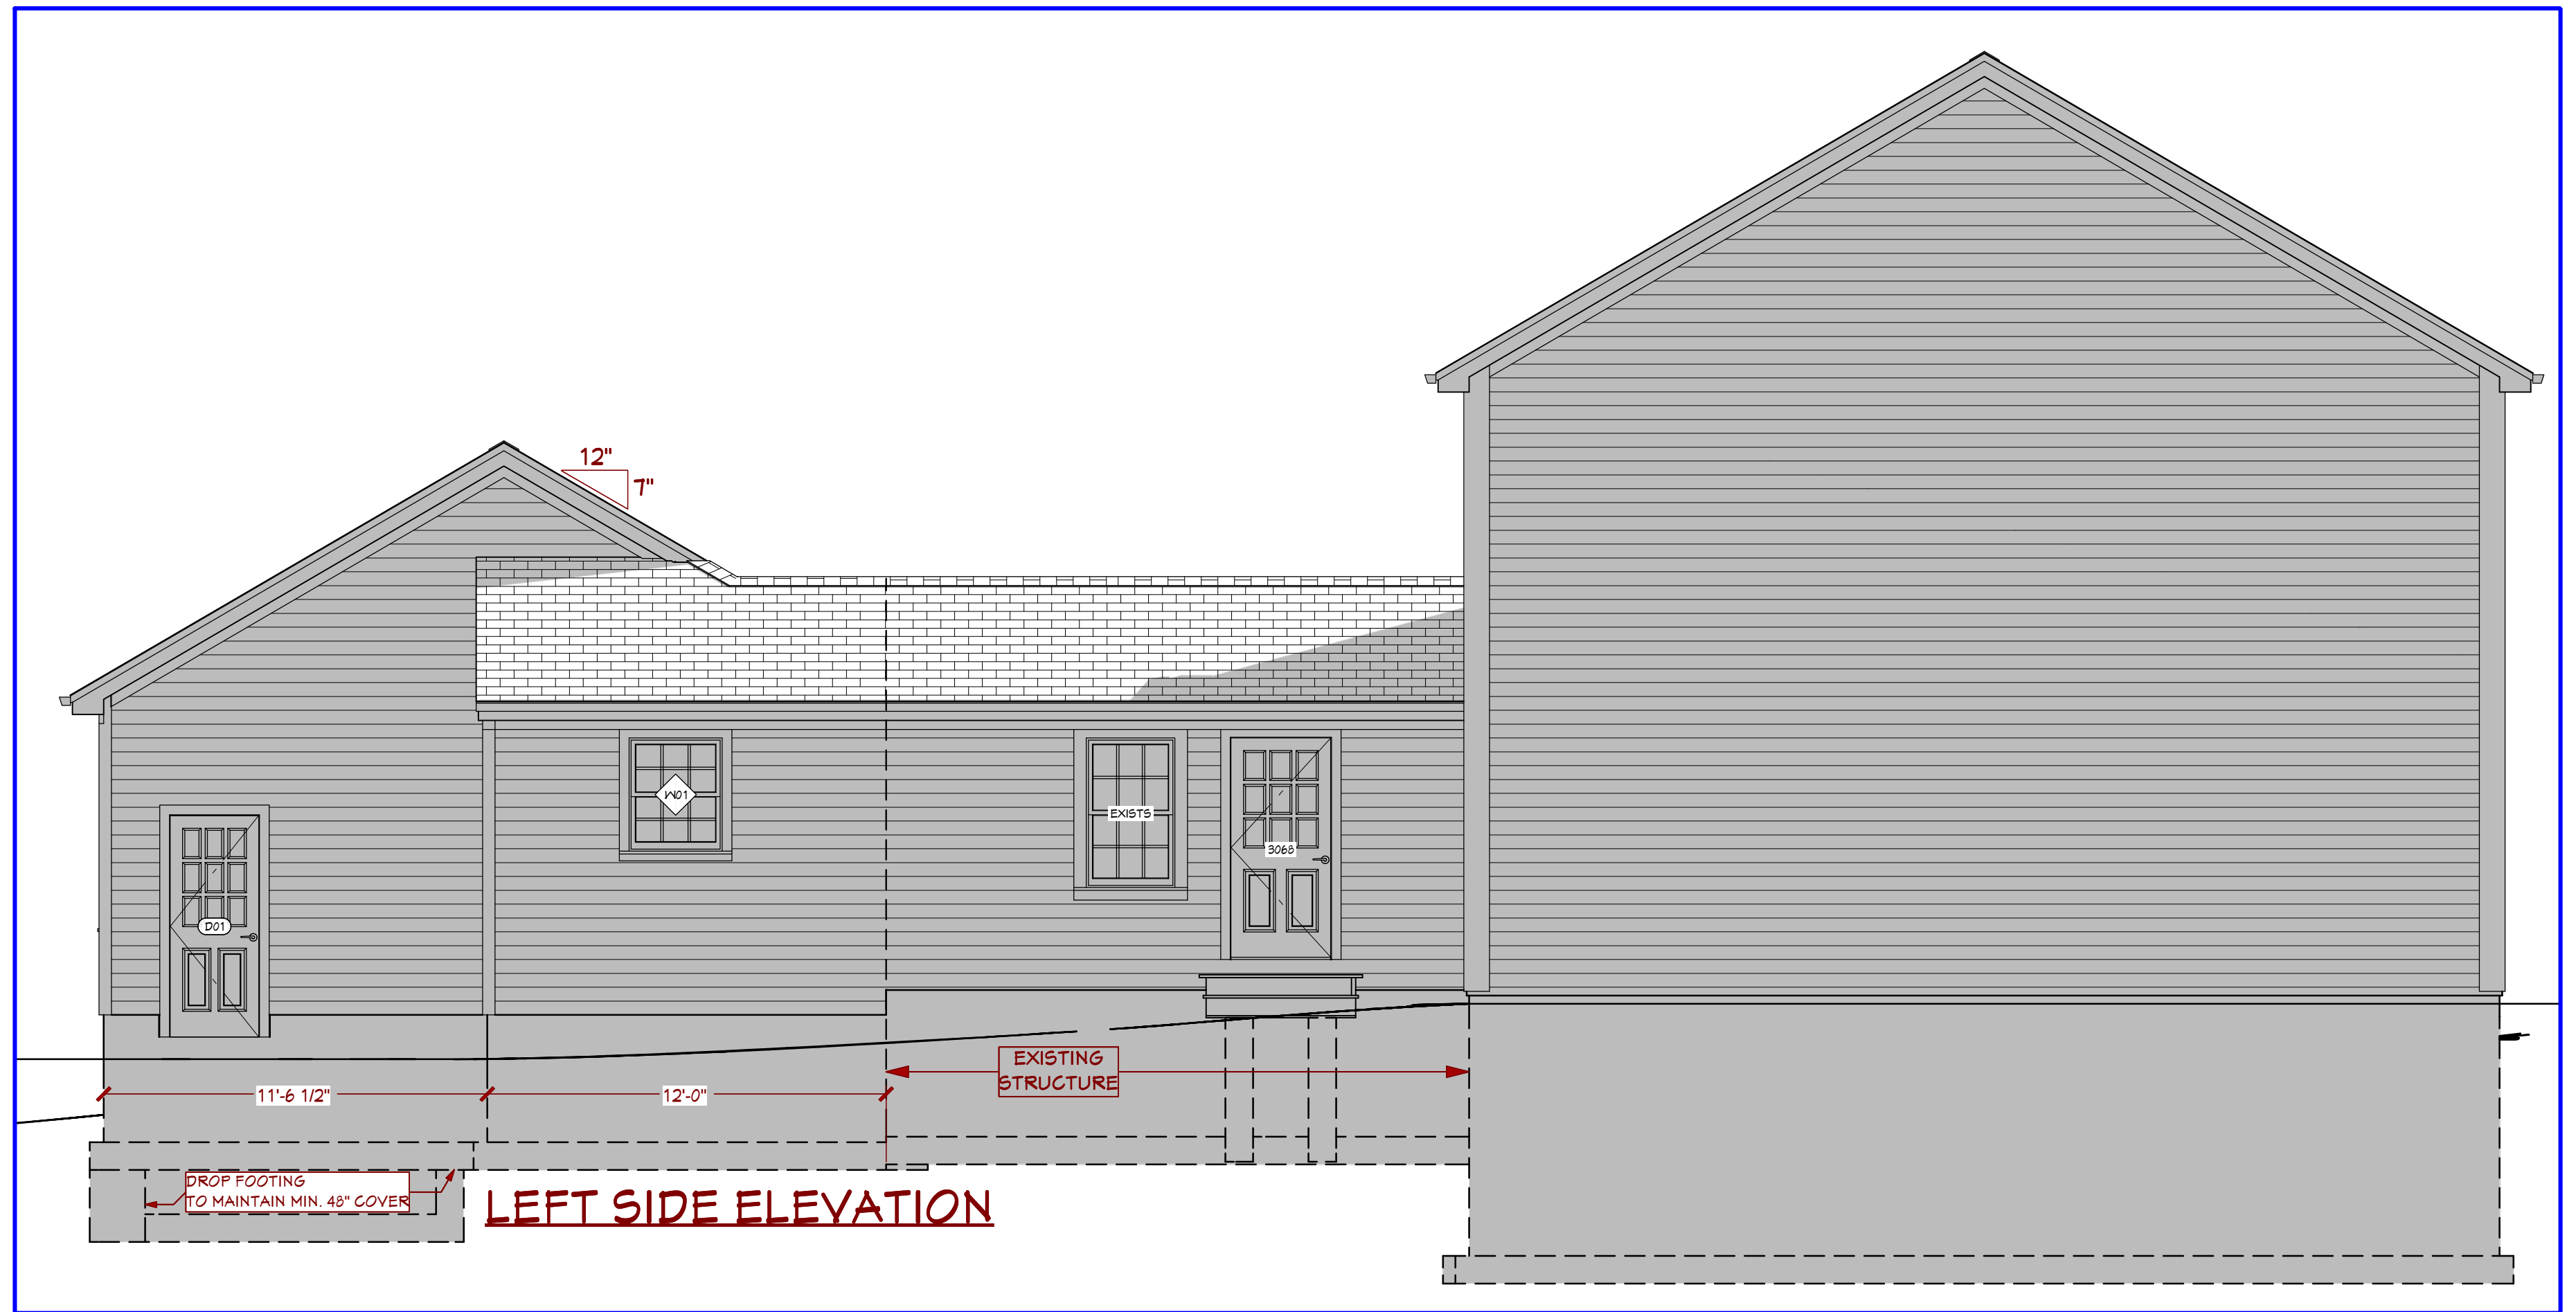 12"
7"
W01
EXISTS
3068
D01
EXISTING
STRUCTURE
11'-6 1/2"
12'-0"
DROP FOOTING
TO MAINTAIN MIN. 48" COVER
LEFT SIDE ELEVATION